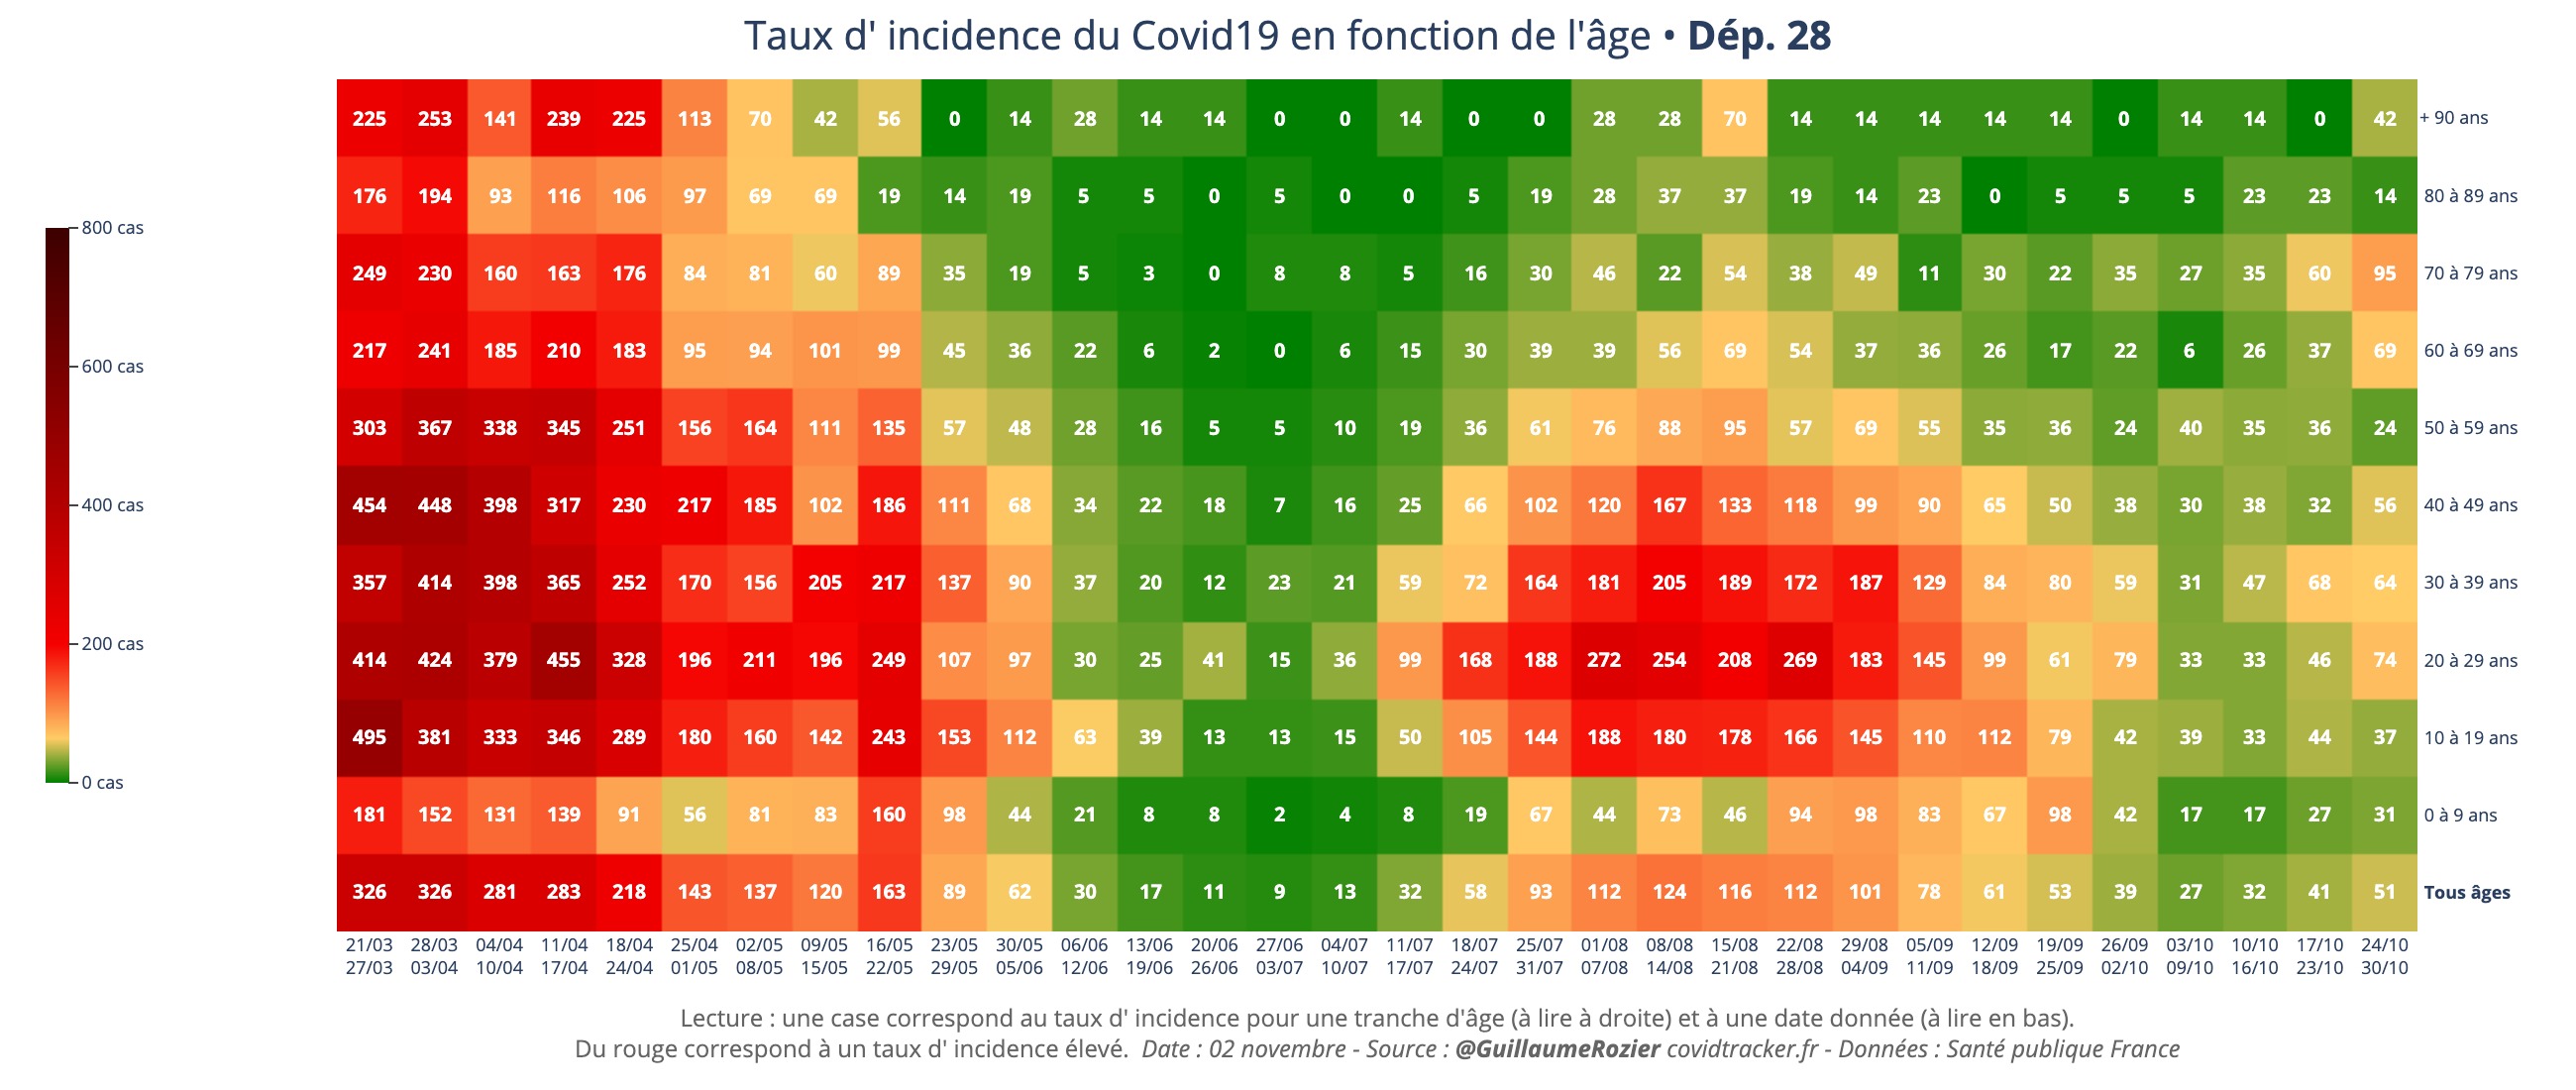 Taux d' incidence du Covid19 en fonction de l'âge • Dép. 28
800 cas
600 cas
400 cas
200 cas
0 cas
225 253 141 239 225 113 70 42 56 0 14 28 14 14 0 0 14 0 0 28 28 70 14 14 14 14 14 0 14 14 0 42 + 90 ans
176 194 93 116 106 97 69 69 19 14 19 5 5 0 5 0 0 5 19 28 37 37 19 14 23 0 5 5 5 23 23 14 80 à 89 ans
249 230 160 163 176 84 81 60 89 35 19 5 3 0 8 8 5 16 30 46 22 54 38 49 11 30 22 35 27 35 60 95 70 à 79 ans
217 241 185 210 183 95 94 101 99 45 36 22 6 2 0 6 15 30 39 39 56 69 54 37 36 26 17 22 6 26 37 69 60 à 69 ans
303 367 338 345 251 156 164 111 135 57 48 28 16 5 5 10 19 36 61 76 88 95 57 69 55 35 36 24 40 35 36 24 50 à 59 ans
454 448 398 317 230 217 185 102 186 111 68 34 22 18 7 16 25 66 102 120 167 133 118 99 90 65 50 38 30 38 32 56 40 à 49 ans
357 414 398 365 252 170 156 205 217 137 90 37 20 12 23 21 59 72 164 181 205 189 172 187 129 84 80 59 31 47 68 64 30 à 39 ans
414 424 379 455 328 196 211 196 249 107 97 30 25 41 15 36 99 168 188 272 254 208 269 183 145 99 61 79 33 33 46 74 20 à 29 ans
495 381 333 346 289 180 160 142 243 153 112 63 39 13 13 15 50 105 144 188 180 178 166 145 110 112 79 42 39 33 44 37 10 à 19 ans
181 152 131 139 91 56 81 83 160 98 44 21 8 8 2 4 8 19 67 44 73 46 94 98 83 67 98 42 17 17 27 31 0 à 9 ans
326 326 281 283 218 143 137 120 163 89 62 30 17 11 9 13 32 58 93 112 124 116 112 101 78 61 53 39 27 32 41 51 Tous âges
21/03 28/03 04/04 11/04 18/04 25/04 02/05 09/05 16/05 23/05 30/05 06/06 13/06 20/06 27/06 04/07 11/07 18/07 25/07 01/08 08/08 15/08 22/08 29/08 05/09 12/09 19/09 26/09 03/10 10/10 17/10 24/10
27/03 03/04 10/04 17/04 24/04 01/05 08/05 15/05 22/05 29/05 05/06 12/06 19/06 26/06 03/07 10/07 17/07 24/07 31/07 07/08 14/08 21/08 28/08 04/09 11/09 18/09 25/09 02/10 09/10 16/10 23/10 30/10
Lecture : une case correspond au taux d' incidence pour une tranche d'âge (à lire à droite) et à une date donnée (à lire en bas).
Du rouge correspond à un taux d' incidence élevé. Date : 02 novembre - Source : @GuillaumeRozier covidtracker.fr - Données : Santé publique France